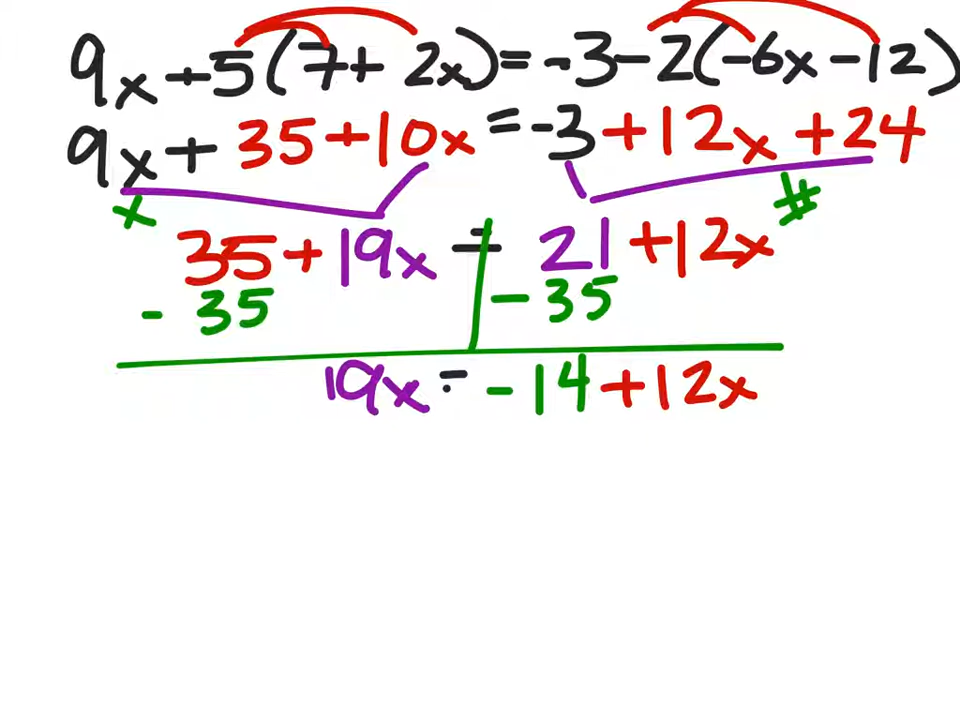 9x + 5(7 + 2x) = -3 - 2(-6x - 12)
9x + 35 + 10x = -3 + 12x + 24
x #
35 + 19x = 21 + 12x
- 35 - 35
19x = -14 + 12x